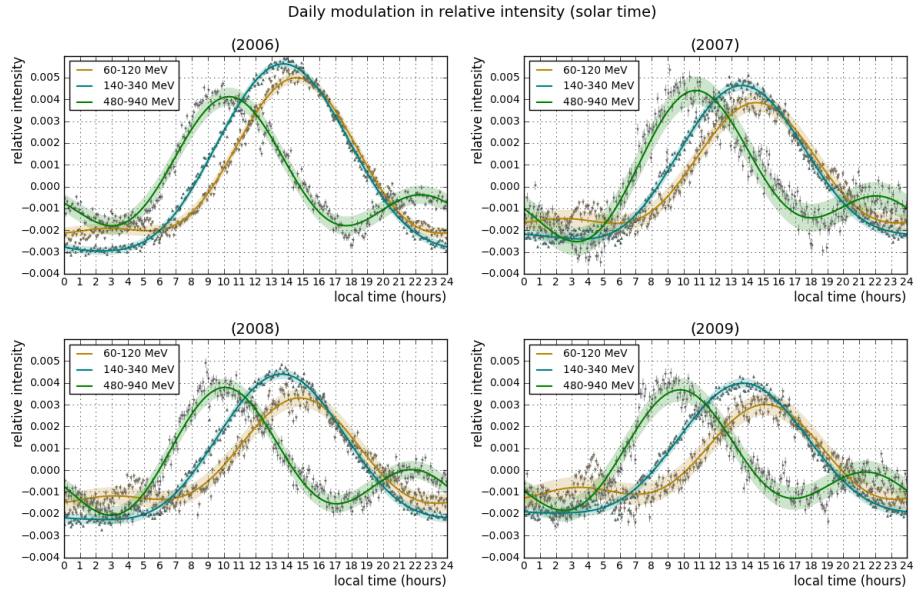 Daily modulation in relative intensity (solar time)
(2006)
relative intensity
0.005
0.004
0.003
0.002
0.001
0.000
−0.001
−0.002
−0.003
−0.004
60-120 MeV
140-340 MeV
480-940 MeV
0 1 2 3 4 5 6 7 8 9 10 11 12 13 14 15 16 17 18 19 20 21 22 23 24
local time (hours)
(2007)
relative intensity
0.005
0.004
0.003
0.002
0.001
0.000
−0.001
−0.002
−0.003
−0.004
60-120 MeV
140-340 MeV
480-940 MeV
0 1 2 3 4 5 6 7 8 9 10 11 12 13 14 15 16 17 18 19 20 21 22 23 24
local time (hours)
(2008)
relative intensity
0.005
0.004
0.003
0.002
0.001
0.000
−0.001
−0.002
−0.003
−0.004
60-120 MeV
140-340 MeV
480-940 MeV
0 1 2 3 4 5 6 7 8 9 10 11 12 13 14 15 16 17 18 19 20 21 22 23 24
local time (hours)
(2009)
relative intensity
0.005
0.004
0.003
0.002
0.001
0.000
−0.001
−0.002
−0.003
−0.004
60-120 MeV
140-340 MeV
480-940 MeV
0 1 2 3 4 5 6 7 8 9 10 11 12 13 14 15 16 17 18 19 20 21 22 23 24
local time (hours)